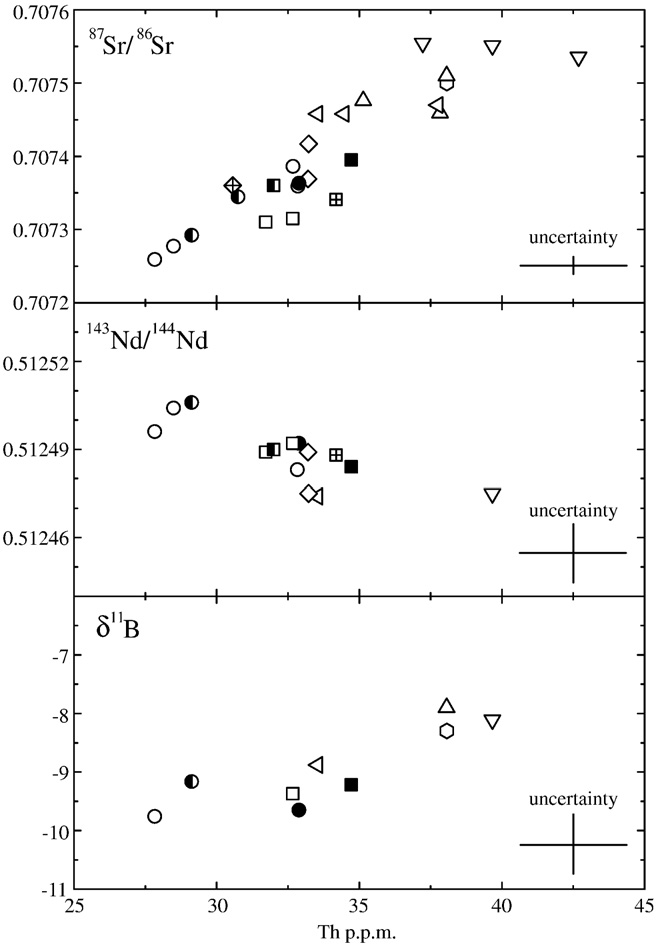 0.7076
⁸⁷Sr/⁸⁶Sr
0.7075
0.7074
0.7073
uncertainty
0.7072
¹⁴³Nd/¹⁴⁴Nd
0.51252
0.51249
uncertainty
0.51246
δ¹¹B
-7
-8
-9
uncertainty
-10
-11
25 30 35 40 45
Th p.p.m.